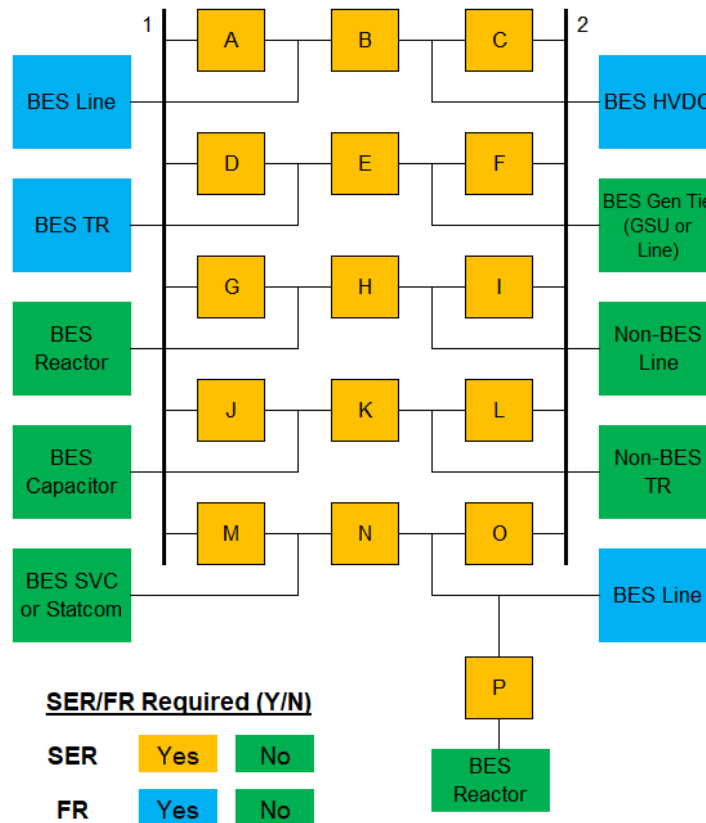 1
A
B
C
2
BES Line
BES HVDC
D
E
F
BES TR
BES Gen Tie
(GSU or
Line)
G
H
I
BES
Reactor
Non-BES
Line
J
K
L
BES
Capacitor
Non-BES
TR
M
N
O
BES SVC
or Statcom
BES Line
P
BES
Reactor
SER/FR Required (Y/N)
SER Yes No
FR Yes No